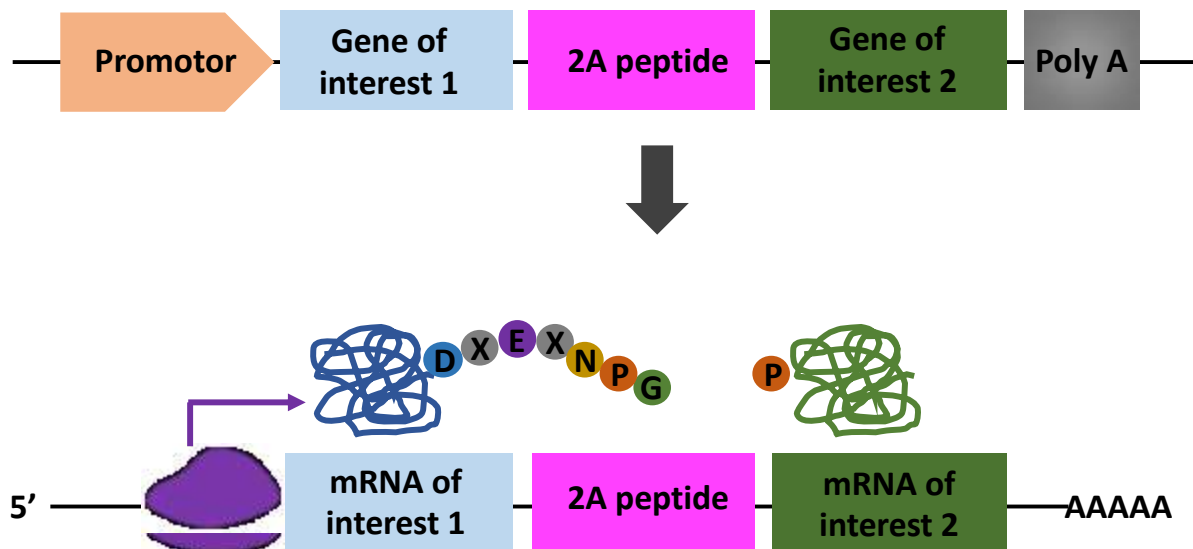 Promotor
Gene of
interest 1
2A peptide
Gene of
interest 2
Poly A
D X E X N P G
P
5’
mRNA of
interest 1
2A peptide
mRNA of
interest 2
AAAAA